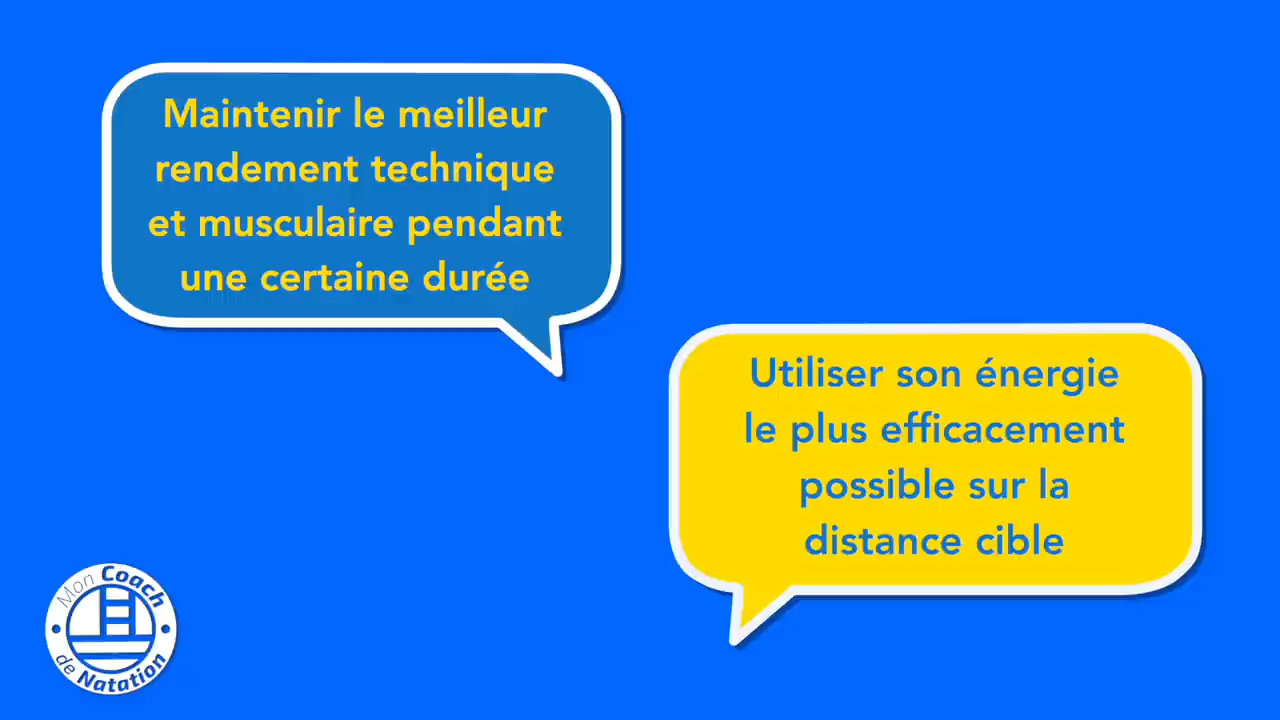 Maintenir le meilleur
rendement technique
et musculaire pendant
une certaine durée
Utiliser son énergie
le plus efficacement
possible sur la
distance cible
Mon Coach
de Natation